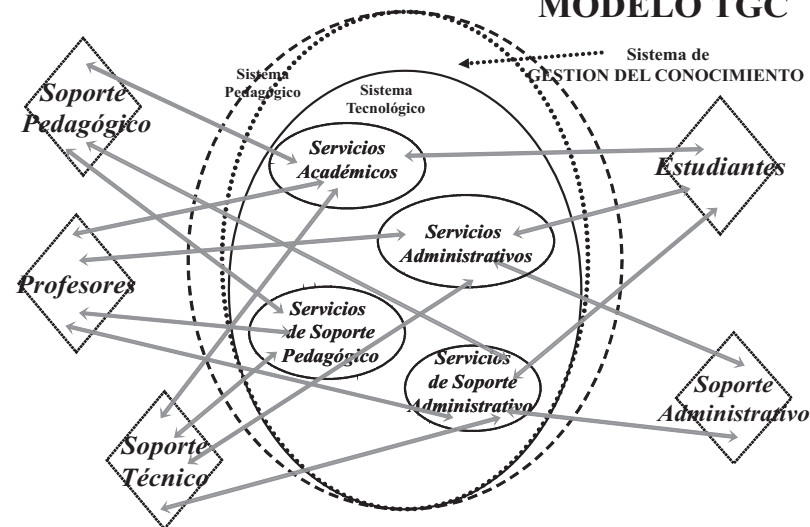 MODELO TGC
Sistema de
GESTION DEL CONOCIMIENTO
Sistema
Pedagógico
Sistema
Tecnológico
Soporte
Pedagógico
Servicios
Académicos
Estudiantes
Servicios
Administrativos
Profesores
Servicios
de Soporte
Pedagógico
Servicios
de Soporte
Administrativo
Soporte
Administrativo
Soporte
Técnico